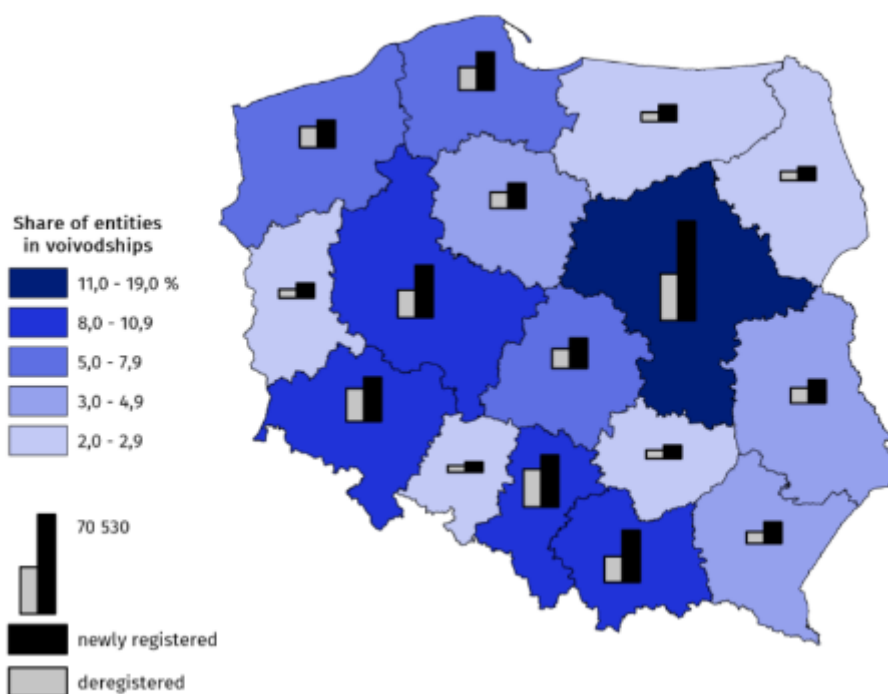 Share of entities
in voivodships
11,0 - 19,0 %
8,0 - 10,9
5,0 - 7,9
3,0 - 4,9
2,0 - 2,9
70 530
newly registered
deregistered